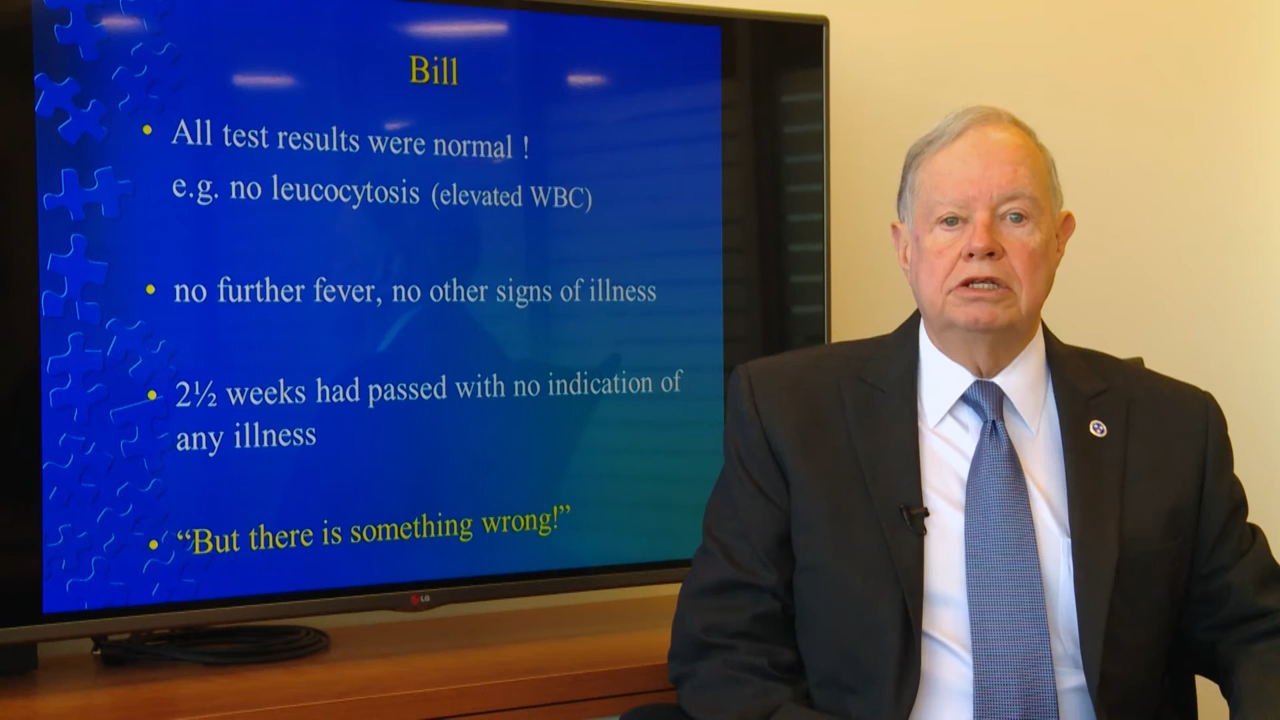 Bill
• All test results were normal !
e.g. no leucocytosis (elevated WBC)
• no further fever, no other signs of illness
• 2½ weeks had passed with no indication of
any illness
• “But there is something wrong!”
LG